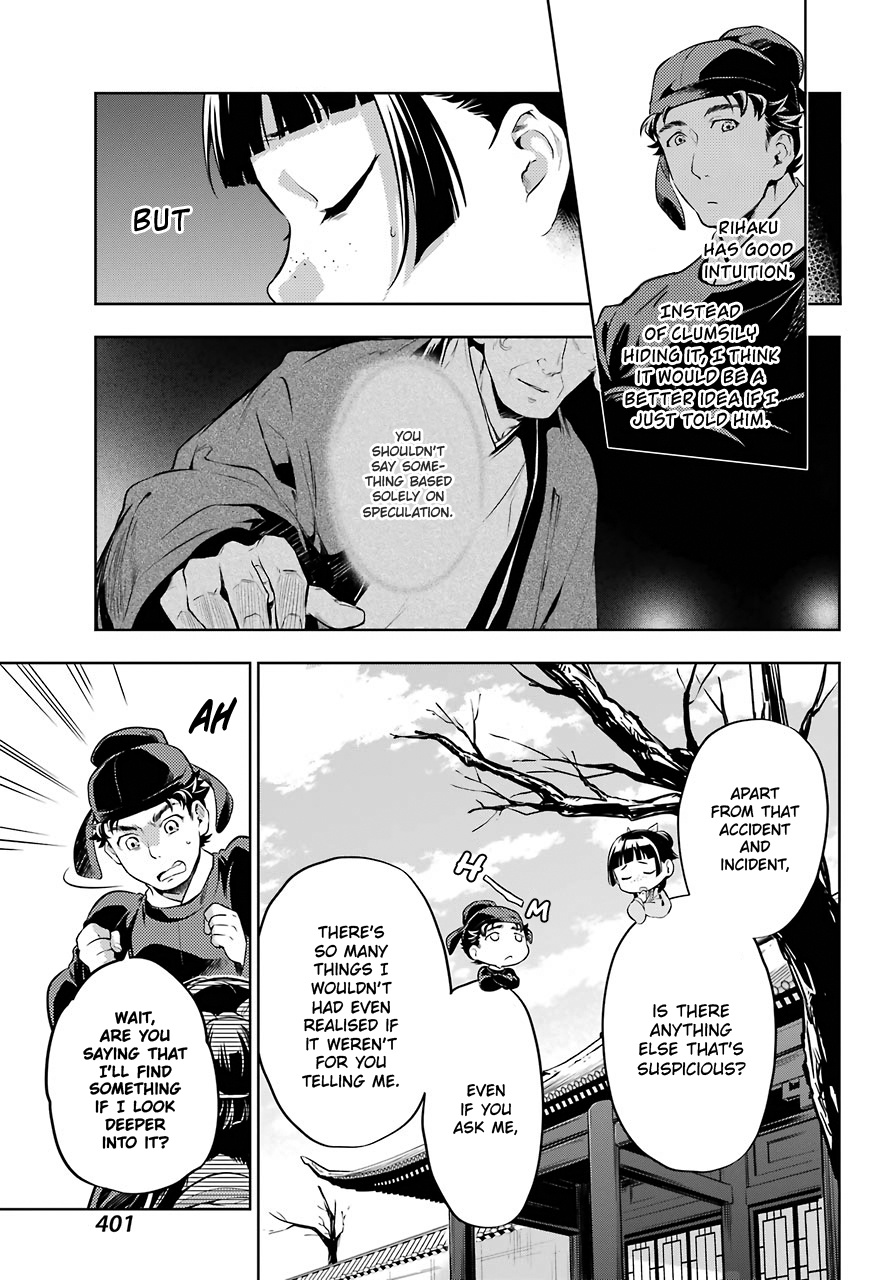 RIHAKU
HAS GOOD
INTUITION.
INSTEAD
OF CLUMSILY
HIDING IT, I THINK
IT WOULD BE A
BETTER IDEA IF I
JUST TOLD HIM.
BUT
YOU
SHOULDN'T
SAY SOME-
THING BASED
SOLELY ON
SPECULATION.
APART
FROM THAT
ACCIDENT
AND
INCIDENT,
IS THERE
ANYTHING
ELSE THAT'S
SUSPICIOUS?
H
M
EVEN
IF YOU
ASK ME,
THERE'S
SO MANY
THINGS I
WOULDN'T
HAD EVEN
REALISED IF
IT WEREN'T
FOR YOU
TELLING ME.
AH
WAIT,
ARE YOU
SAYING THAT
I'LL FIND
SOMETHING
IF I LOOK
DEEPER
INTO IT?
401